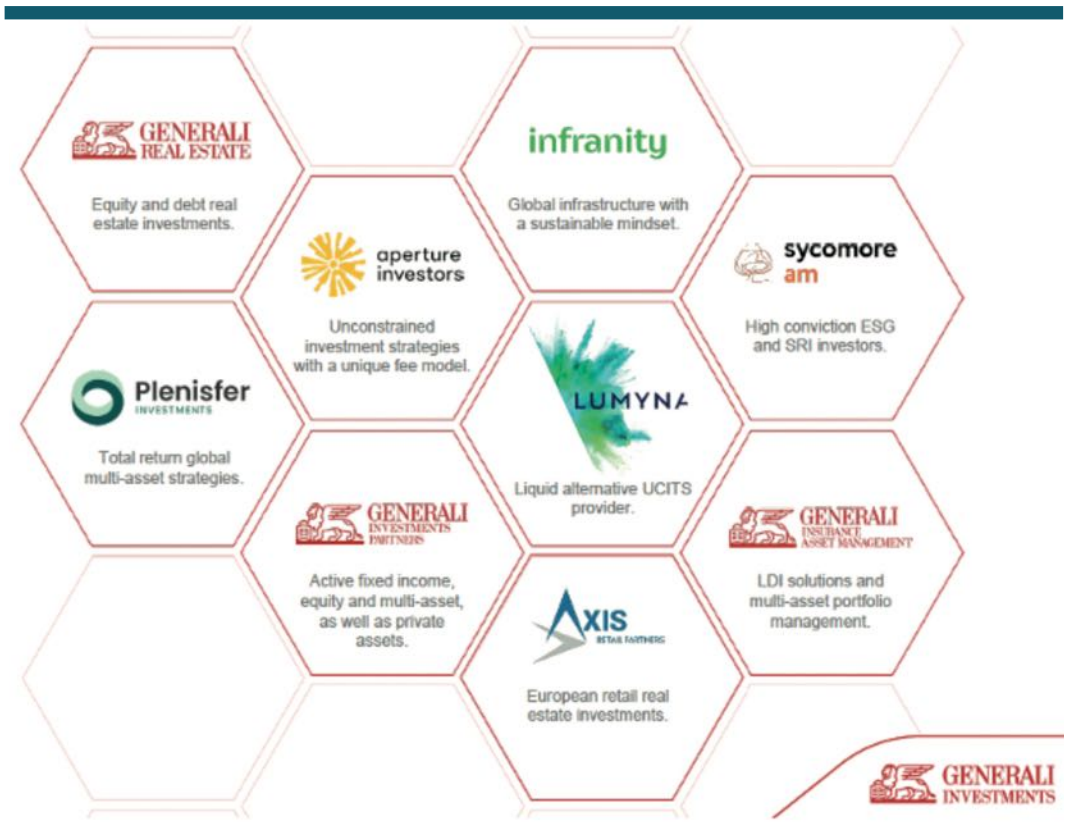 GENERALI
REAL ESTATE
Equity and debt real
estate investments.
infranity
Global infrastructure with
a sustainable mindset.
aperture
investors
Unconstrained
investment strategies
with a unique fee model.
sycomore
am
High conviction ESG
and SRI investors.
Plenisfer
INVESTMENTS
Total return global
multi-asset strategies.
LUMYNA
Liquid alternative UCITS
provider.
GENERALI
INVESTMENTS
PARTNERS
Active fixed income,
equity and multi-asset,
as well as private
assets.
GENERALI
INSURANCE
ASSET MANAGEMENT
LDI solutions and
multi-asset portfolio
management.
AXIS
RETAIL PARTNERS
European retail real
estate investments.
GENERALI
INVESTMENTS